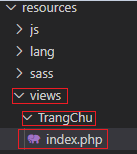 resources
js
lang
sass
views
TrangChu
index.php